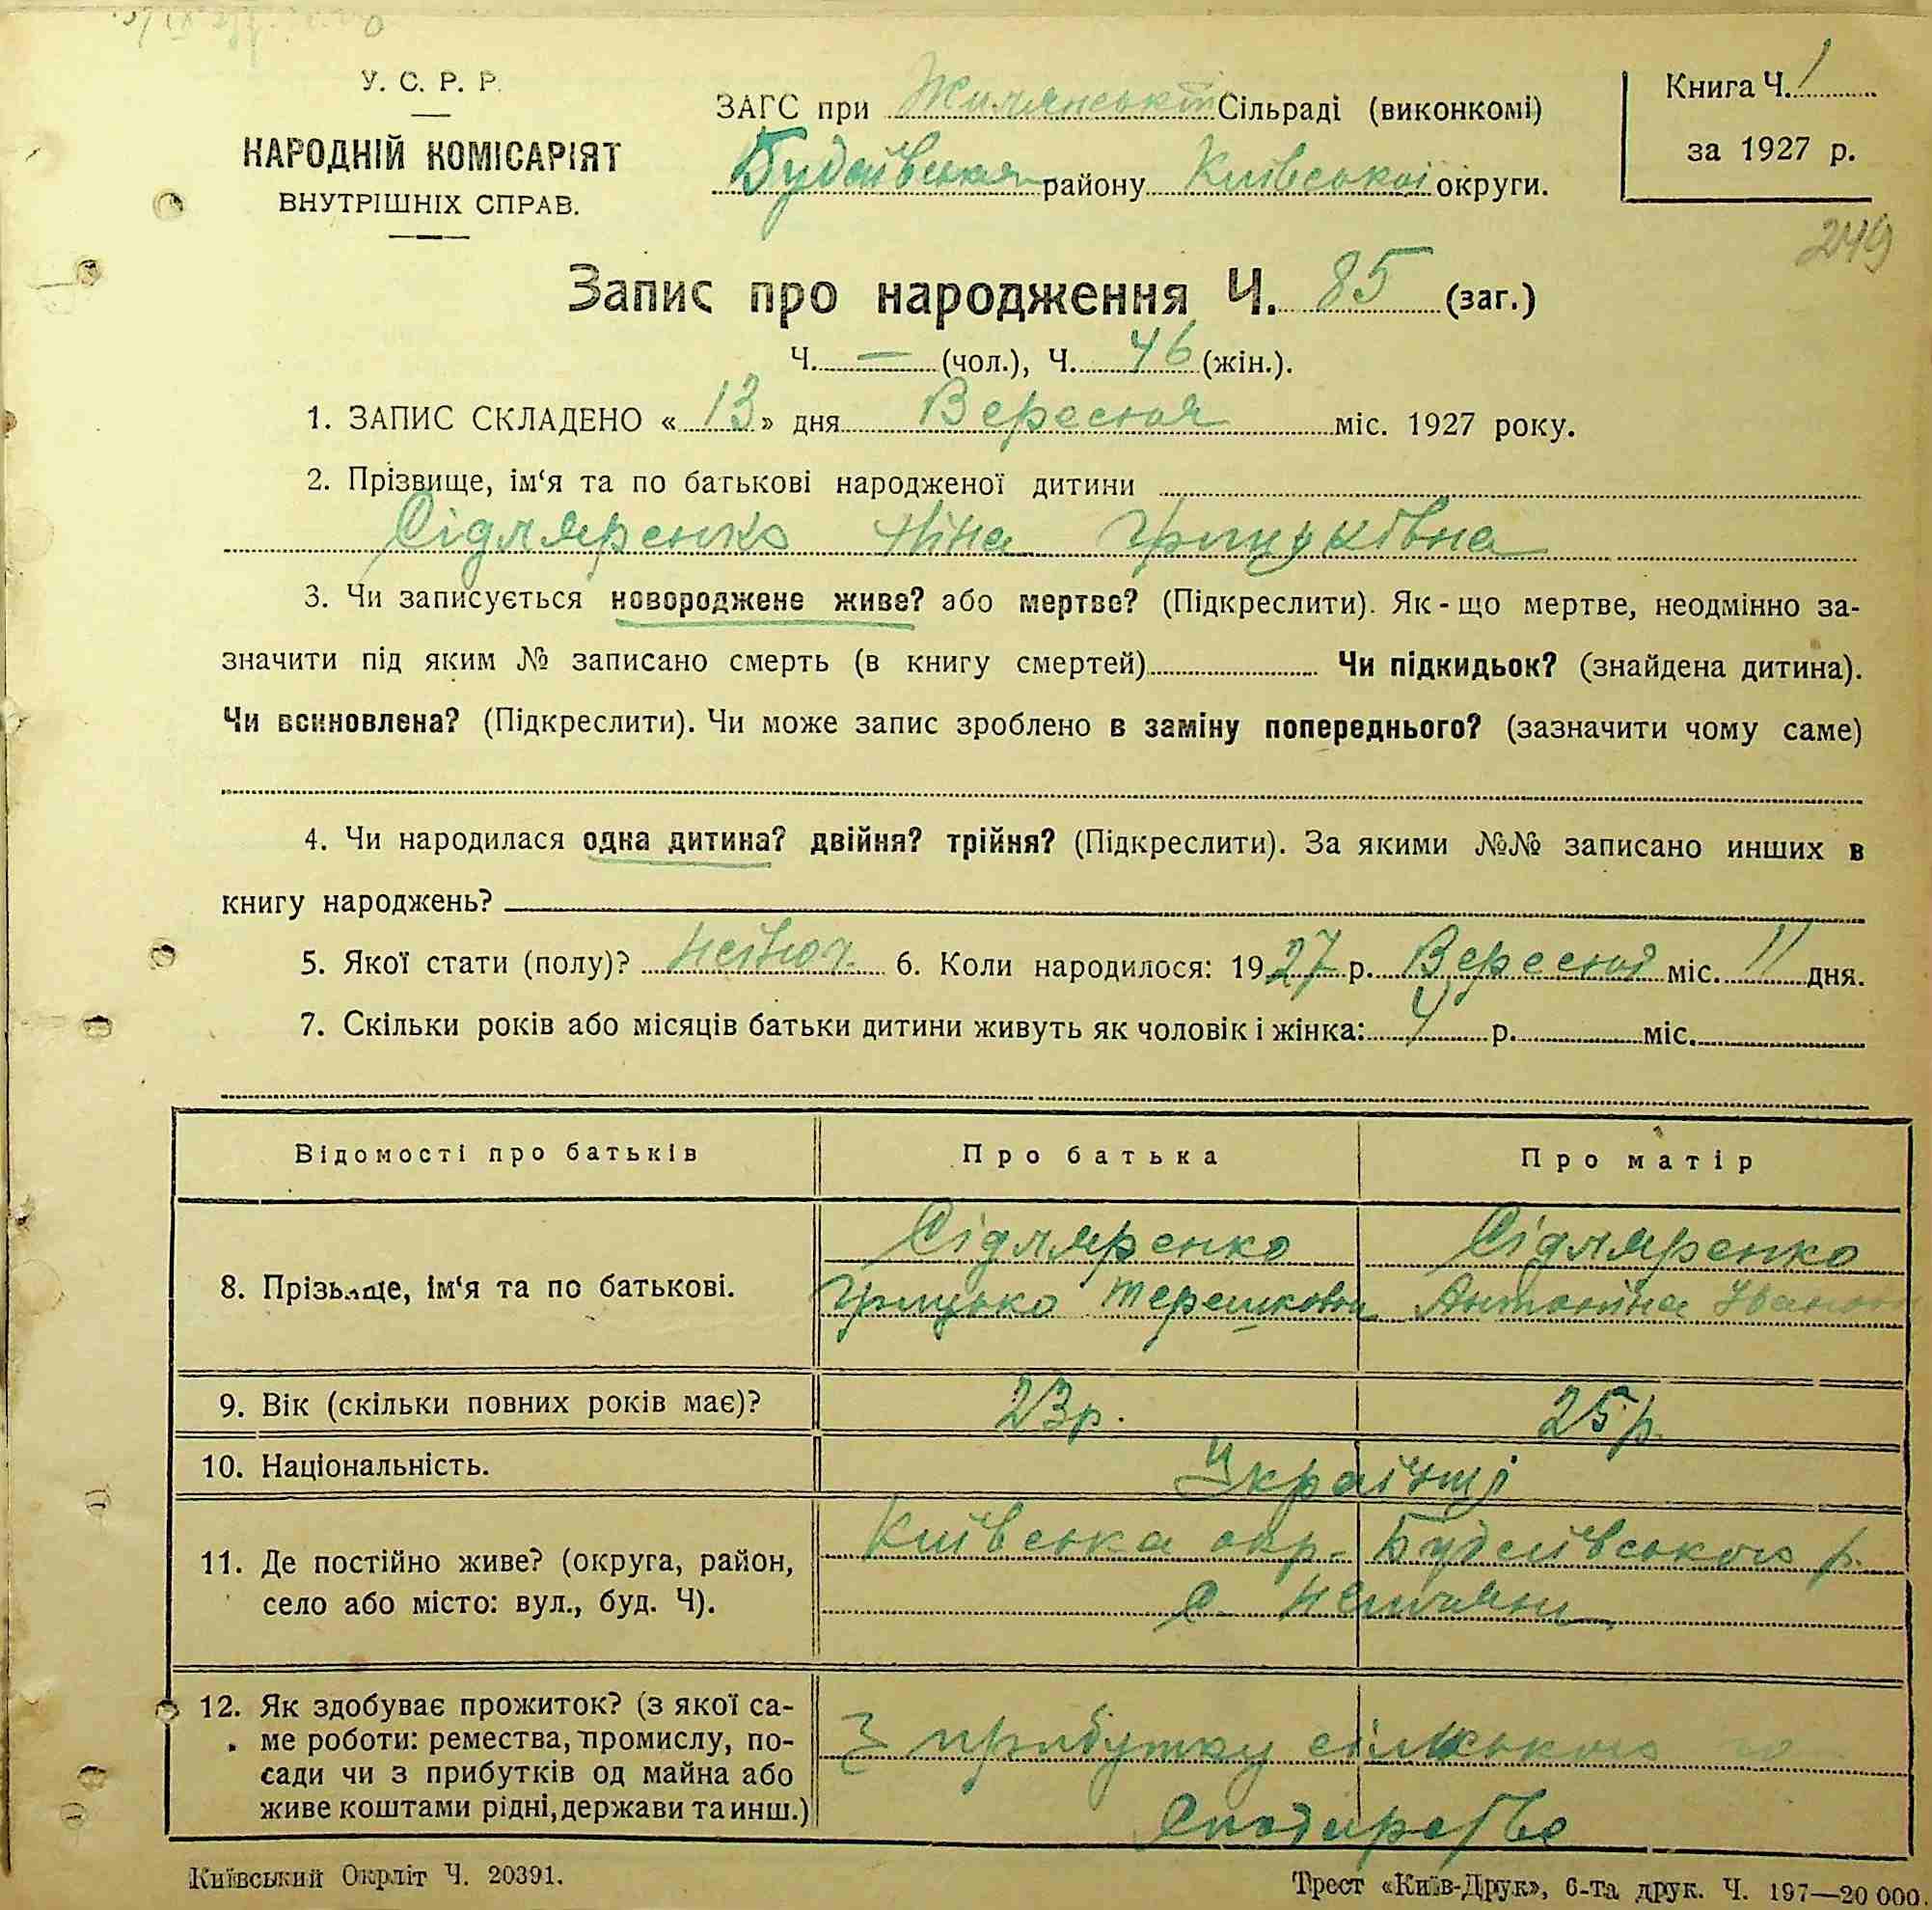 У. С. Р. Р.
НАРОДНІЙ КОМІСАРІЯТ
ВНУТРІШНІХ СПРАВ.
ЗАГС при Жилянській Сільраді (виконкомі)
Будаївського району Київської округи.
Книга Ч. 1
за 1927 р.
249
Запис про народження Ч. 85 (заг.)
Ч. — (чол.), Ч. 46 (жін.).
1. ЗАПИС СКЛАДЕНО « 13 » дня Вересня міс. 1927 року.
2. Прізвище, ім‘я та по батькові народженої дитини
Сідляренко Ніна Грицьківна
3. Чи записується новороджене живе? або мертве? (Підкреслити). Як - що мертве, неодмінно за-
значити під яким № записано смерть (в книгу смертей) Чи підкидьок? (знайдена дитина).
Чи всиновлена? (Підкреслити). Чи може запис зроблено в заміну попереднього? (зазначити чому саме)
4. Чи народилася одна дитина? двійня? трійня? (Підкреслити). За якими №№ записано инших в
книгу народжень?
5. Якої стати (полу)? жіноч. 6. Коли народилося: 1927 р. Вересня міс. 11 дня.
7. Скільки років або місяців батьки дитини живуть як чоловік і жінка: 4 р. міс.
Відомості про батьків
Про батька
Про матір
8. Прізвище, ім‘я та по батькові.
Сідляренко
Грицько Терешкович
Сідляренко
Антоніна
9. Вік (скільки повних років має)?
23р.
25р.
10. Національність.
Українці
11. Де постійно живе? (округа, район,
село або місто: вул., буд. Ч).
Київська окр. Будаївського р.
с. Жиляни
12. Як здобуває прожиток? (з якої са-
ме роботи: ремества, промислу, по-
сади чи з прибутків од майна або
живе коштами рідні, держави та инш.)
З прибутку сільського го
сподарства
Київський Окрліт Ч. 20391.
Трест «Київ-Друк», 6-та друк. Ч. 197—20 000.